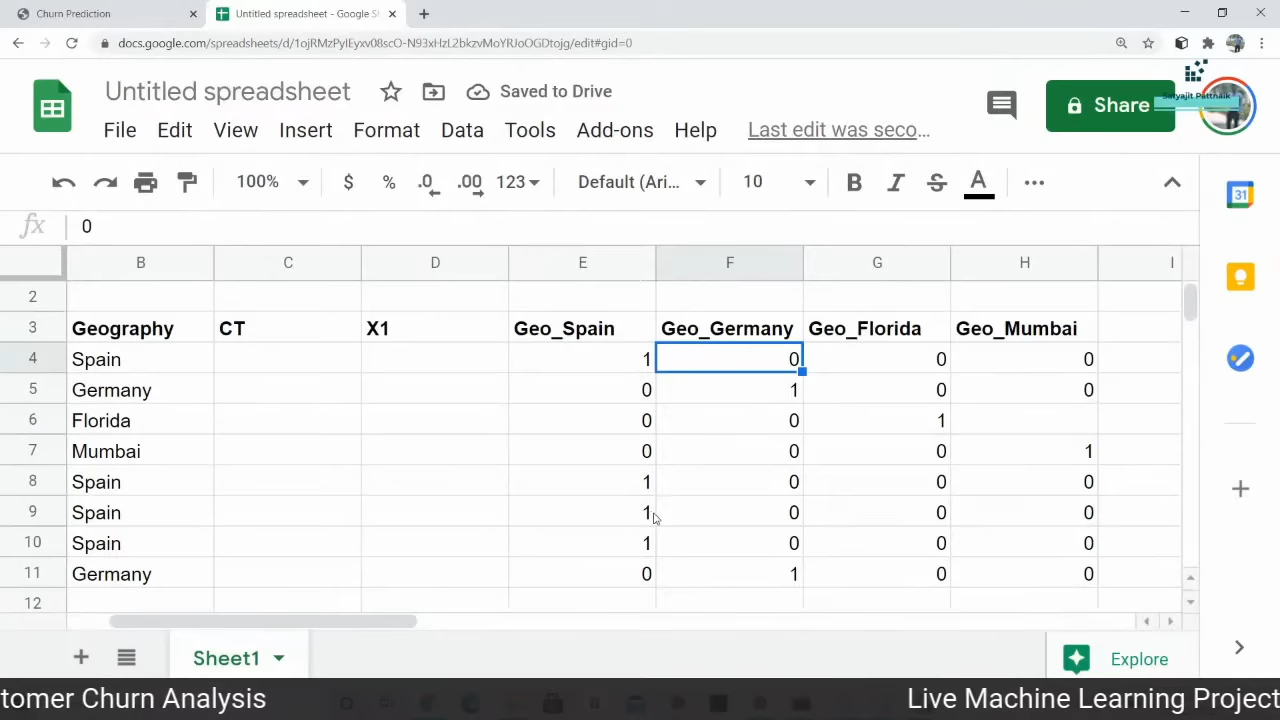 Churn Prediction
Untitled spreadsheet - Google S
docs.google.com/spreadsheets/d/1ojRMzPyIEyxv08scO-N93xHzL2bkzvMoYRJoOGDtojg/edit#gid=0
Untitled spreadsheet
Saved to Drive
Share
Satyajit Pattnaik
File Edit View Insert Format Data Tools Add-ons Help Last edit was seco...
100% $ % .0 .00 123 Default (Ari... 10 B I S A
31
fx 0
B C D E F G H I
2
3 Geography CT X1 Geo_Spain Geo_Germany Geo_Florida Geo_Mumbai
4 Spain 1 0 0 0
5 Germany 0 1 0 0
6 Florida 0 0 1
7 Mumbai 0 0 0 1
8 Spain 1 0 0 0
9 Spain 1 0 0 0
10 Spain 1 0 0 0
11 Germany 0 1 0 0
12
Sheet1
Explore
tomer Churn Analysis
Live Machine Learning Project